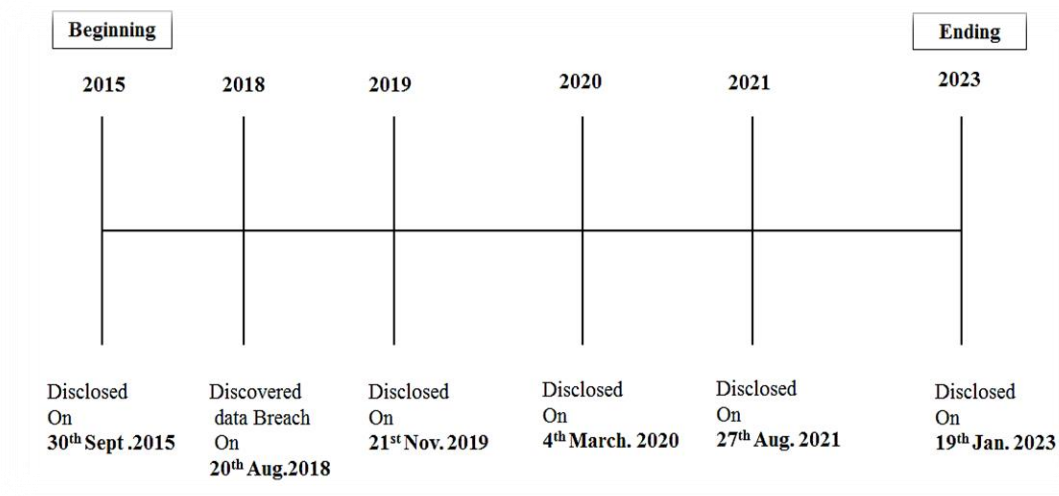 Beginning
Ending
2015
2018
2019
2020
2021
2023
Disclosed
On
30th Sept .2015
Discovered
data Breach
On
20th Aug.2018
Disclosed
On
21st Nov. 2019
Disclosed
On
4th March. 2020
Disclosed
On
27th Aug. 2021
Disclosed
On
19th Jan. 2023